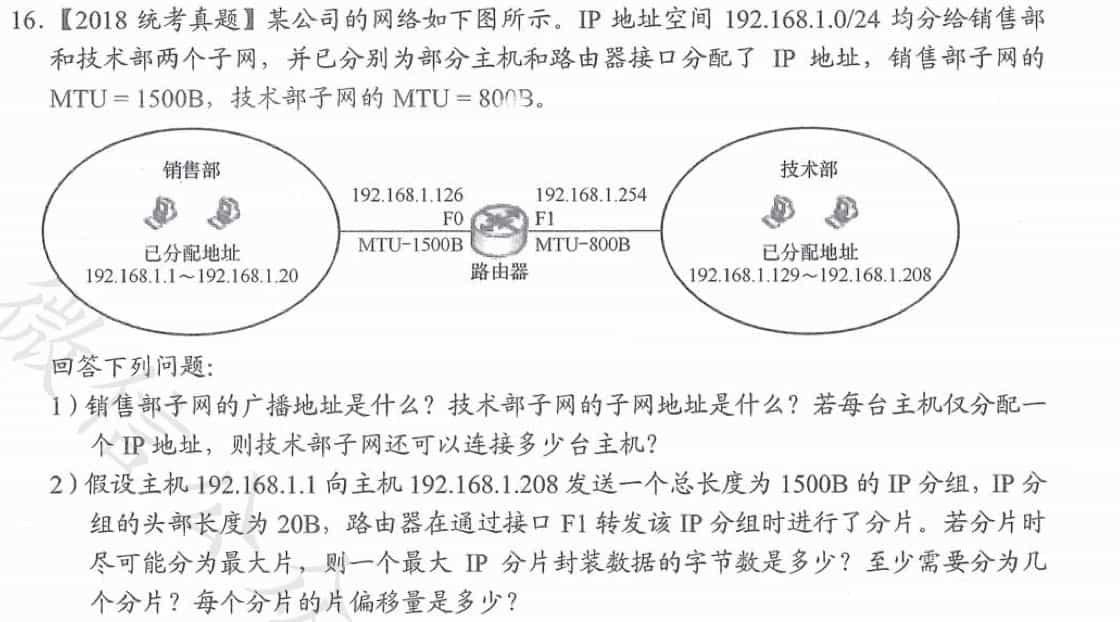 16.【2018 统考真题】某公司的网络如下图所示。IP 地址空间 192.168.1.0/24 均分给销售部
和技术部两个子网，并已分别为部分主机和路由器接口分配了 IP 地址，销售部子网的
MTU = 1500B，技术部子网的 MTU = 800B。
销售部
已分配地址
192.168.1.1～192.168.1.20
192.168.1.126
F0
MTU-1500B
路由器
192.168.1.254
F1
MTU-800B
技术部
已分配地址
192.168.1.129～192.168.1.208
回答下列问题：
1）销售部子网的广播地址是什么？技术部子网的子网地址是什么？若每台主机仅分配一
个 IP 地址，则技术部子网还可以连接多少台主机？
2）假设主机 192.168.1.1 向主机 192.168.1.208 发送一个总长度为 1500B 的 IP 分组，IP 分
组的头部长度为 20B，路由器在通过接口 F1 转发该 IP 分组时进行了分片。若分片时
尽可能分为最大片，则一个最大 IP 分片封装数据的字节数是多少？至少需要分为几
个分片？每个分片的片偏移量是多少？
微信公众